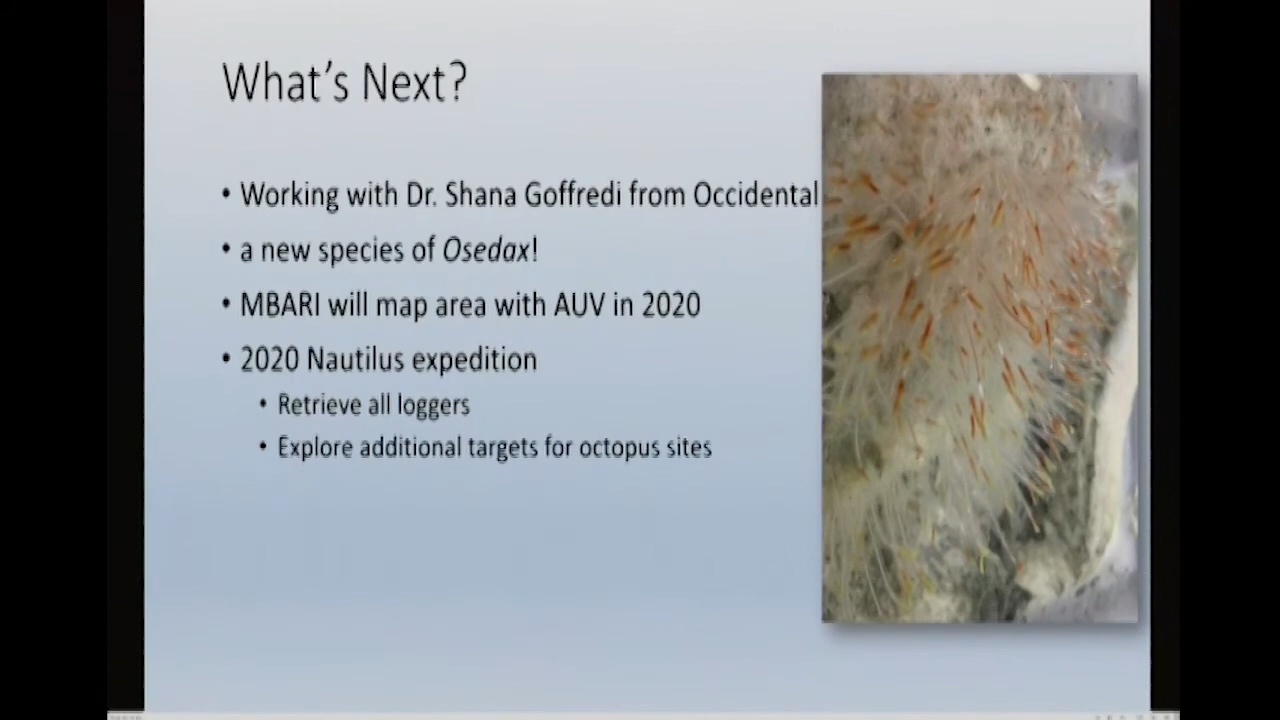 What's Next?
• Working with Dr. Shana Goffredi from Occidental
• a new species of Osedax!
• MBARI will map area with AUV in 2020
• 2020 Nautilus expedition
• Retrieve all loggers
• Explore additional targets for octopus sites